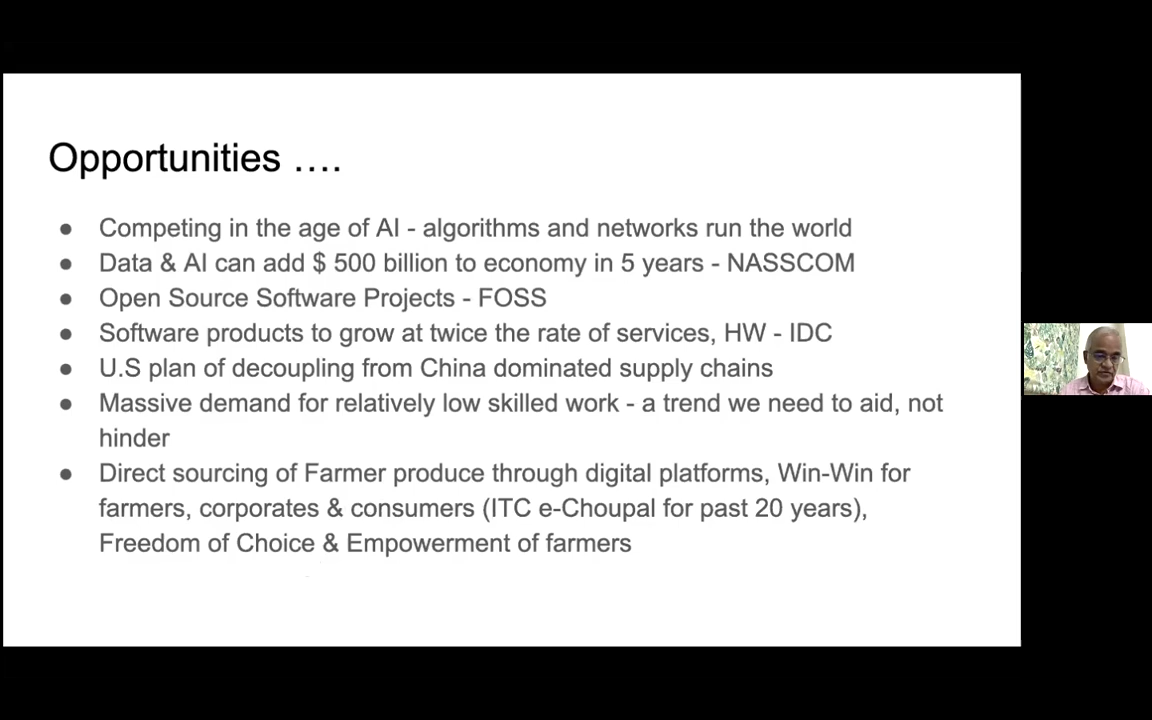 Opportunities ....
● Competing in the age of AI - algorithms and networks run the world
● Data & AI can add $ 500 billion to economy in 5 years - NASSCOM
● Open Source Software Projects - FOSS
● Software products to grow at twice the rate of services, HW - IDC
● U.S plan of decoupling from China dominated supply chains
● Massive demand for relatively low skilled work - a trend we need to aid, not
hinder
● Direct sourcing of Farmer produce through digital platforms, Win-Win for
farmers, corporates & consumers (ITC e-Choupal for past 20 years),
Freedom of Choice & Empowerment of farmers